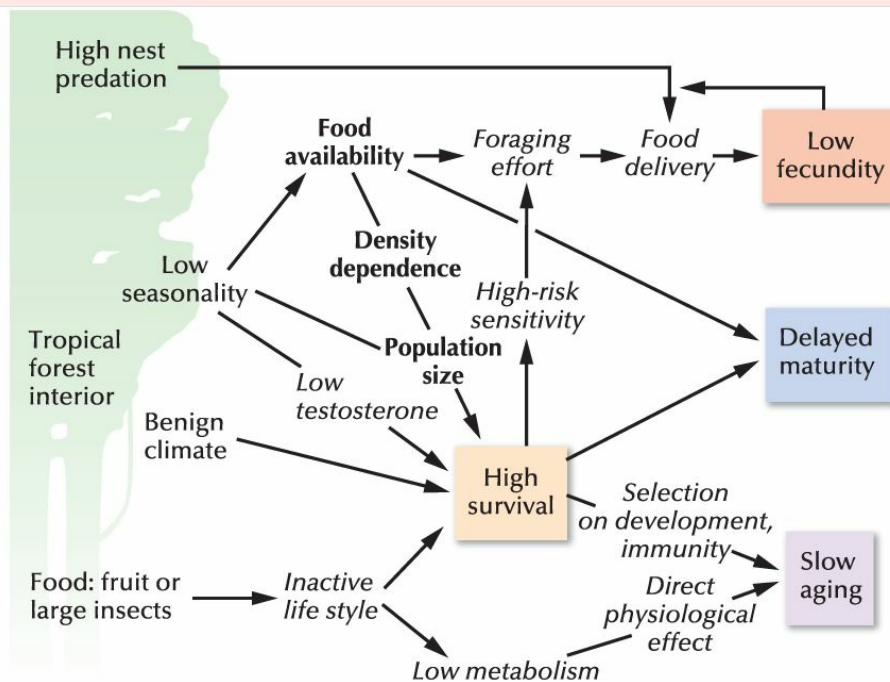 High nest
predation
Food
availability
Foraging
effort
Food
delivery
Low
fecundity
Density
dependence
Low
seasonality
High-risk
sensitivity
Tropical
forest
interior
Population
size
Delayed
maturity
Low
testosterone
Benign
climate
High
survival
Selection
on development,
immunity
Slow
aging
Food: fruit or
large insects
Inactive
life style
Direct
physiological
effect
Low metabolism